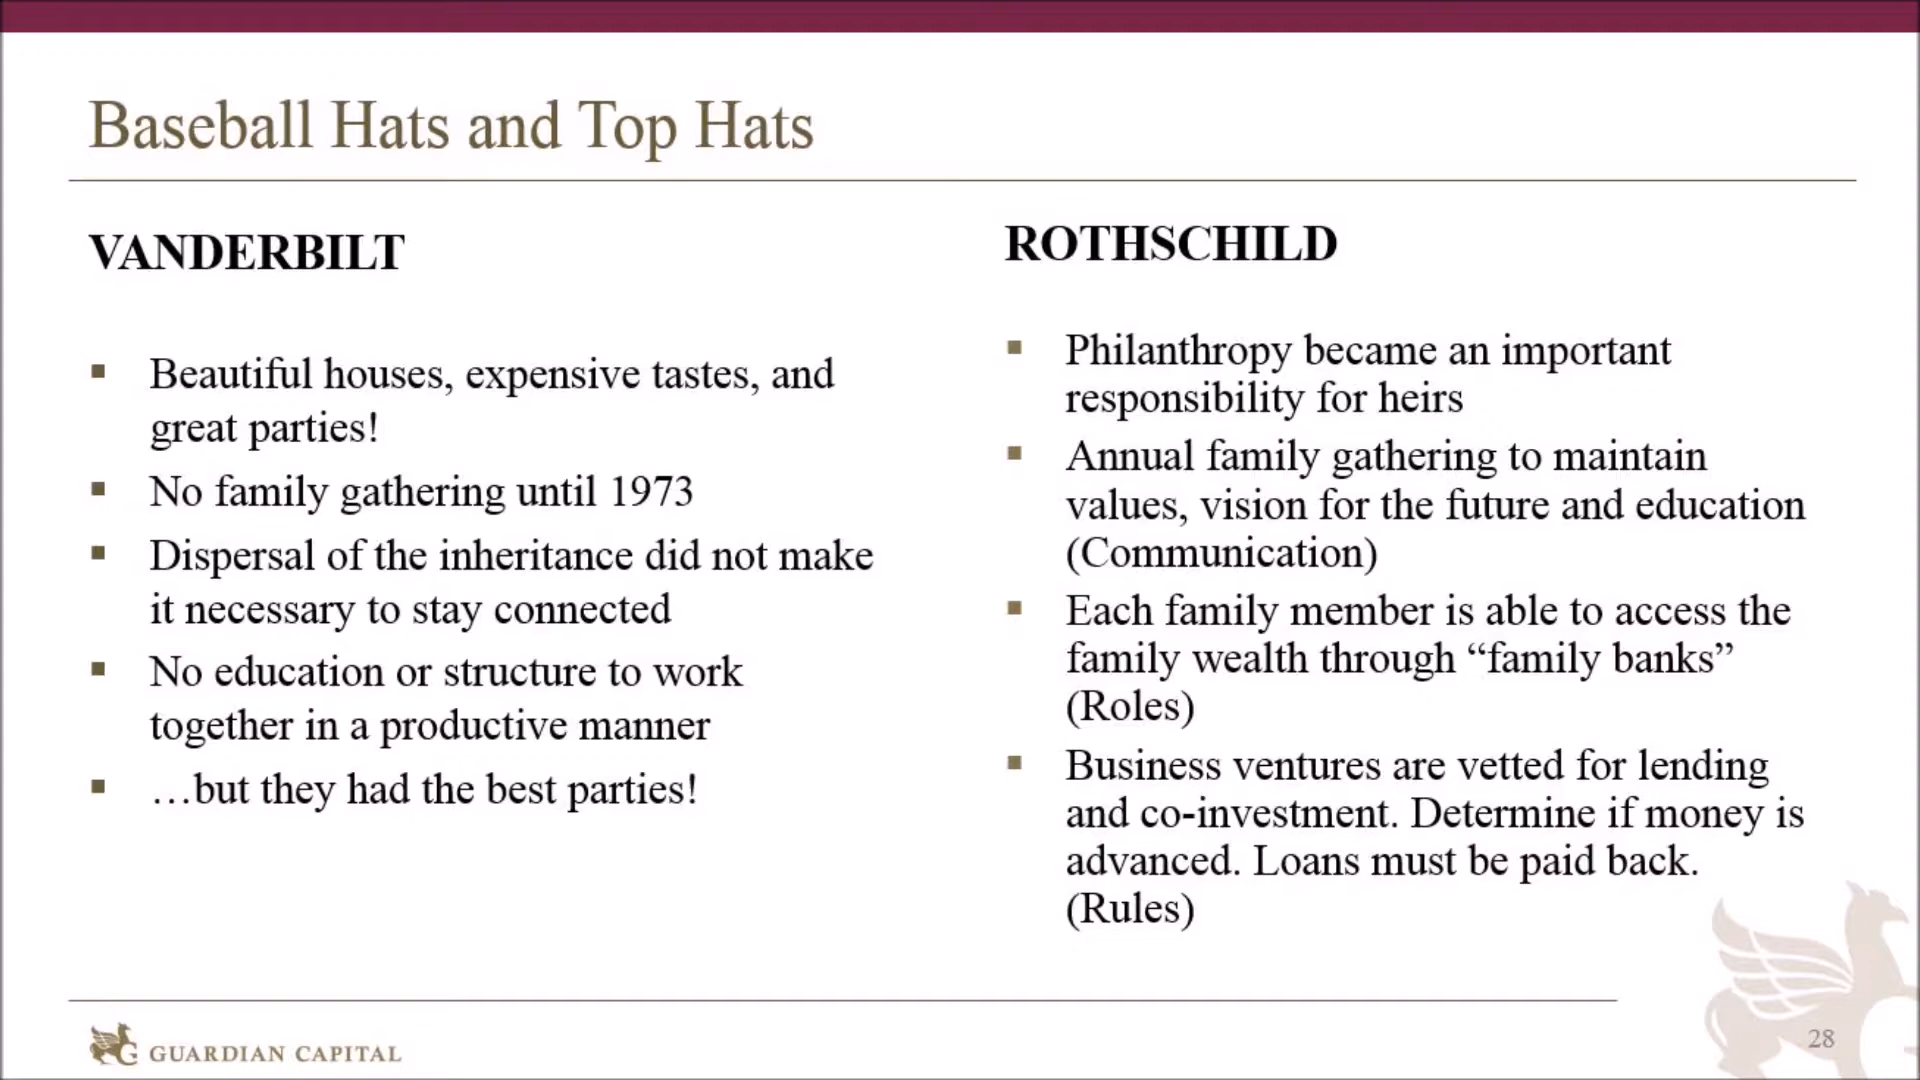 Baseball Hats and Top Hats
VANDERBILT
▪ Beautiful houses, expensive tastes, and
great parties!
▪ No family gathering until 1973
▪ Dispersal of the inheritance did not make
it necessary to stay connected
▪ No education or structure to work
together in a productive manner
▪ …but they had the best parties!
ROTHSCHILD
▪ Philanthropy became an important
responsibility for heirs
▪ Annual family gathering to maintain
values, vision for the future and education
(Communication)
▪ Each family member is able to access the
family wealth through “family banks”
(Roles)
▪ Business ventures are vetted for lending
and co-investment. Determine if money is
advanced. Loans must be paid back.
(Rules)
GUARDIAN CAPITAL
28